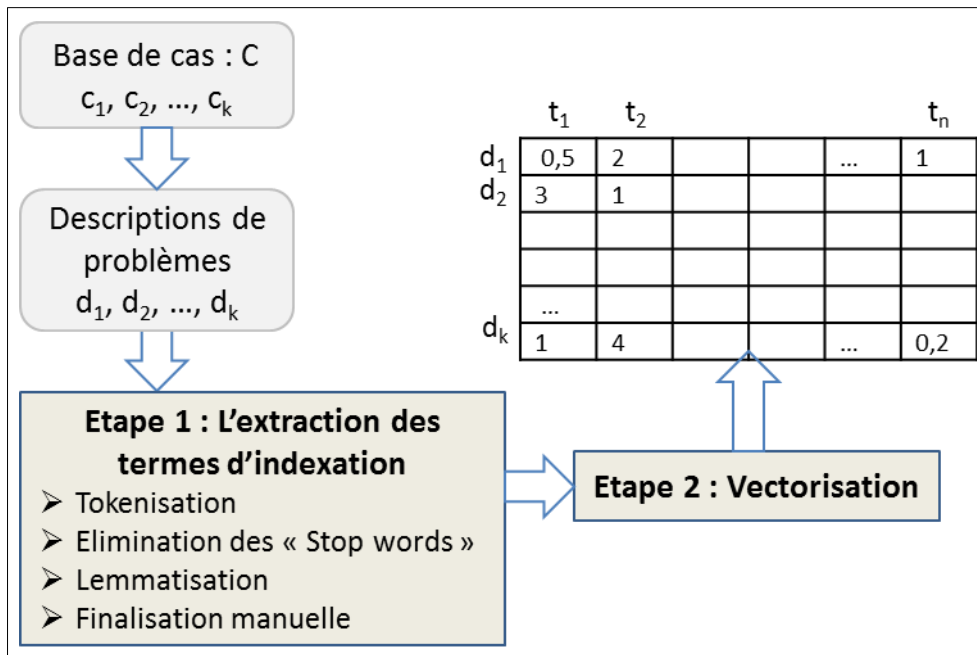 Base de cas : C
c1, c2, ..., ck
Descriptions de
problèmes
d1, d2, ..., dk
Etape 1 : L'extraction des
termes d'indexation
➢ Tokenisation
➢ Elimination des « Stop words »
➢ Lemmatisation
➢ Finalisation manuelle
Etape 2 : Vectorisation
t1 t2 tn
d1 0,5 2 ... 1
d2 3 1
...
dk 1 4 ... 0,2